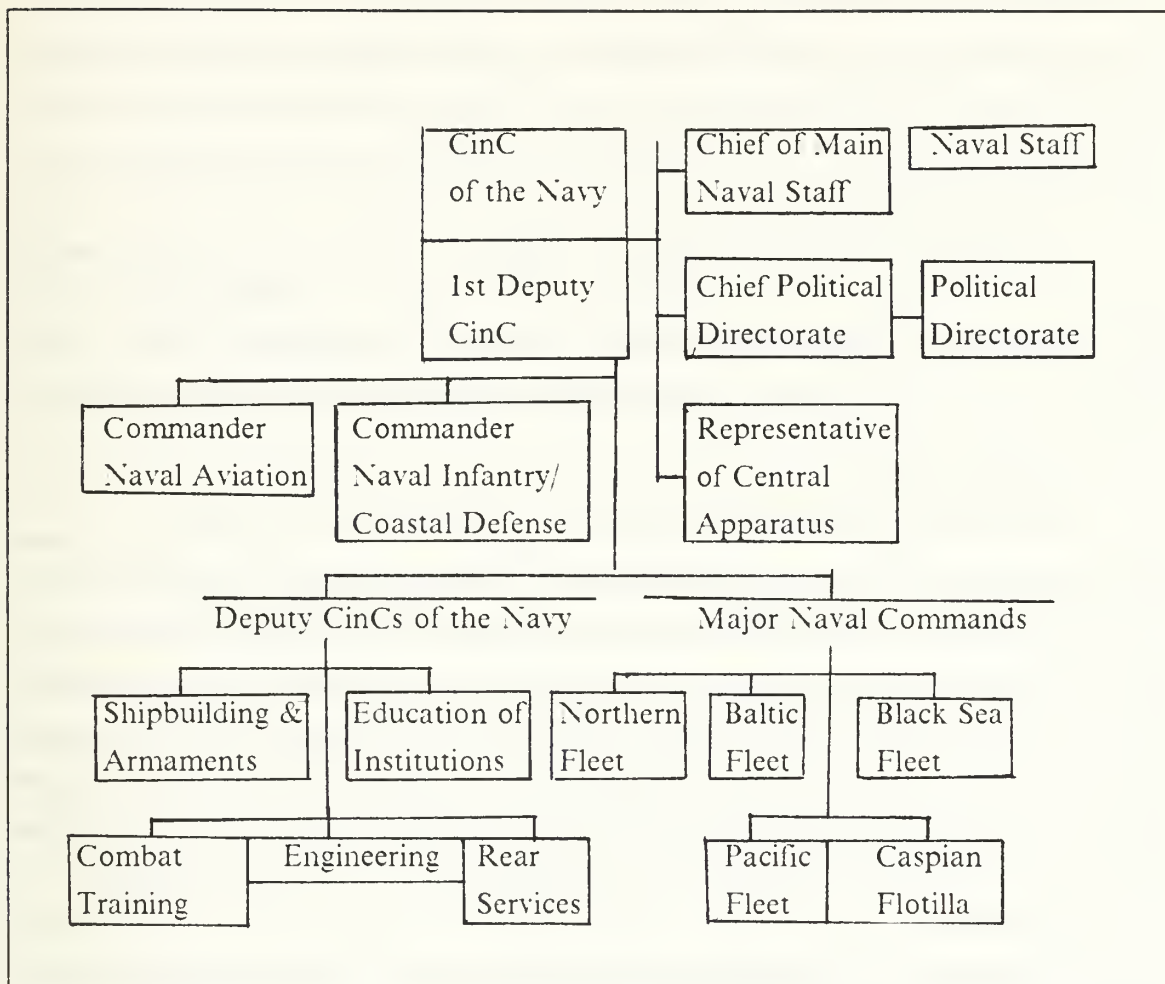 CinC
of the Navy
1st Deputy
CinC
Chief of Main
Naval Staff
Naval Staff
Chief Political
Directorate
Political
Directorate
Representative
of Central
Apparatus
Commander
Naval Aviation
Commander
Naval Infantry/
Coastal Defense
Deputy CinCs of the Navy
Shipbuilding &
Armaments
Education of
Institutions
Combat
Training
Engineering
Rear
Services
Major Naval Commands
Northern
Fleet
Baltic
Fleet
Black Sea
Fleet
Pacific
Fleet
Caspian
Flotilla